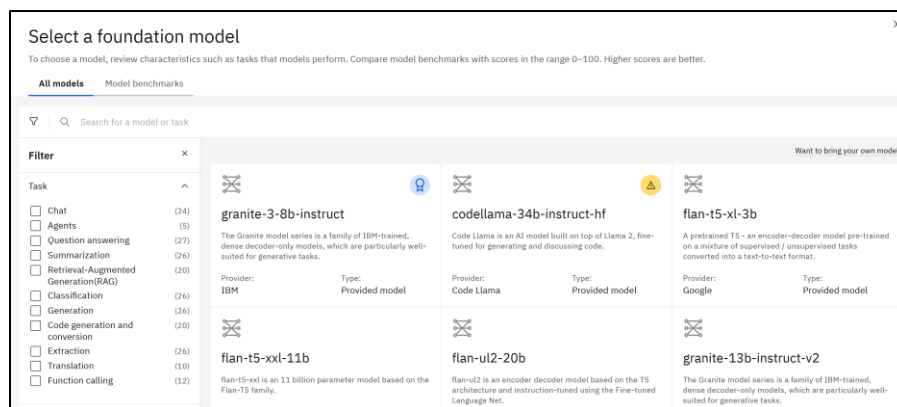 Select a foundation model
To choose a model, review characteristics such as tasks that models perform. Compare model benchmarks with scores in the range 0–100. Higher scores are better.
All models Model benchmarks
Search for a model or task
Want to bring your own model
Filter
Task
Chat (24)
Agents (5)
Question answering (27)
Summarization (26)
Retrieval-Augmented
Generation(RAG) (20)
Classification (26)
Generation (26)
Code generation and
conversion (20)
Extraction (26)
Translation (10)
Function calling (12)
granite-3-8b-instruct
The Granite model series is a family of IBM-trained,
dense decoder-only models, which are particularly well-
suited for generative tasks.
Provider: Type:
IBM Provided model
codellama-34b-instruct-hf
Code Llama is an AI model built on top of Llama 2, fine-
tuned for generating and discussing code.
Provider: Type:
Code Llama Provided model
flan-t5-xl-3b
A pretrained T5 - an encoder-decoder model pre-trained
on a mixture of supervised / unsupervised tasks
converted into a text-to-text format.
Provider: Type:
Google Provided model
flan-t5-xxl-11b
flan-t5-xxl is an 11 billion parameter model based on the
Flan-T5 family.
flan-ul2-20b
flan-ul2 is an encoder decoder model based on the T5
architecture and instruction-tuned using the Fine-tuned
Language Net.
granite-13b-instruct-v2
The Granite model series is a family of IBM-trained,
dense decoder-only models, which are particularly well-
suited for generative tasks.